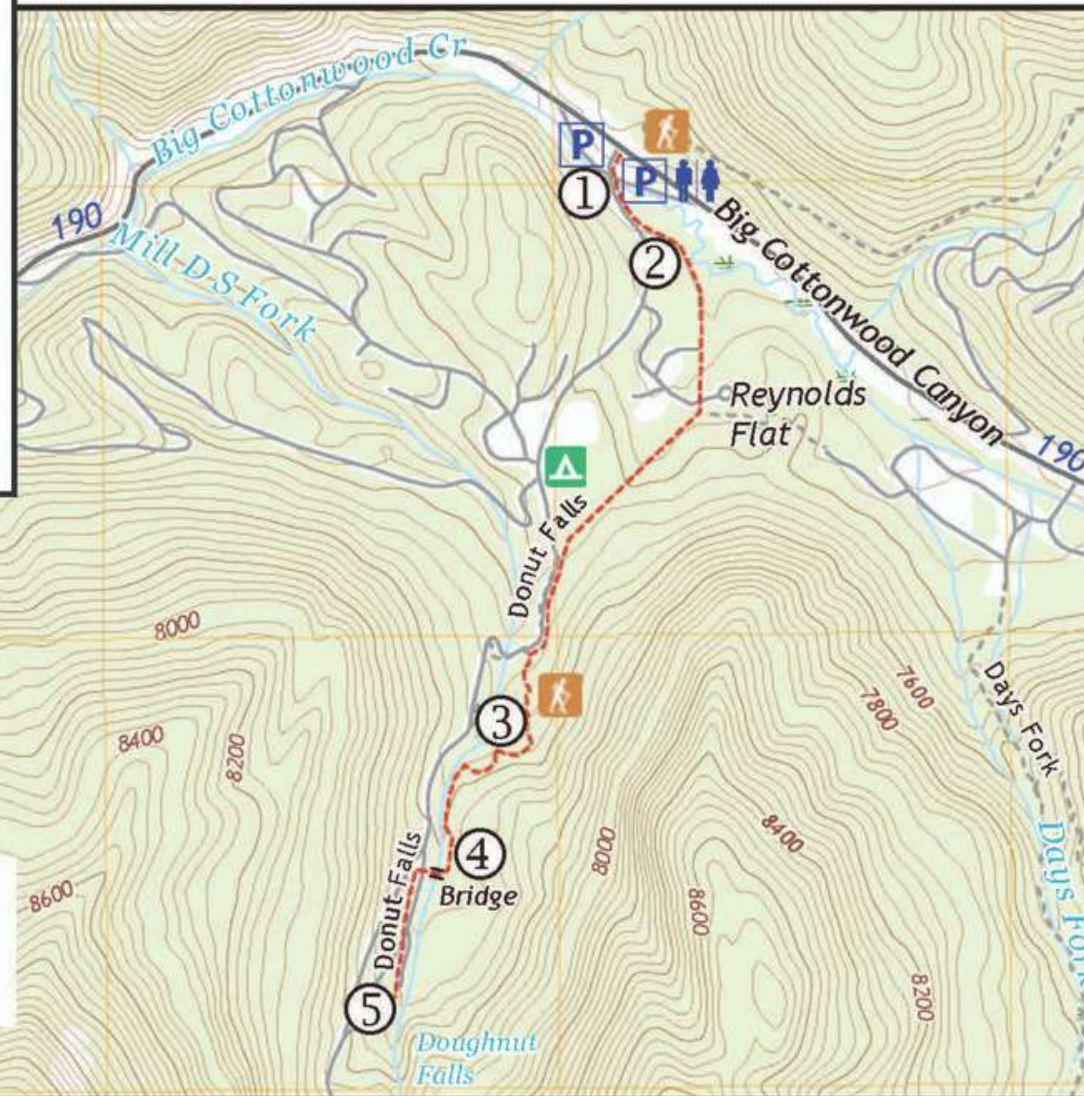 Big Cottonwood Cr
190
Mill D S Fork
P
P
1
2
Big Cottonwood Canyon
190
Reynolds
Flat
Donut Falls
8000
8400
8200
3
7600
7800
Days Fork
8000
8400
8600
8200
Days Fork
4
Bridge
Donut Falls
8600
5
Doughnut
Falls